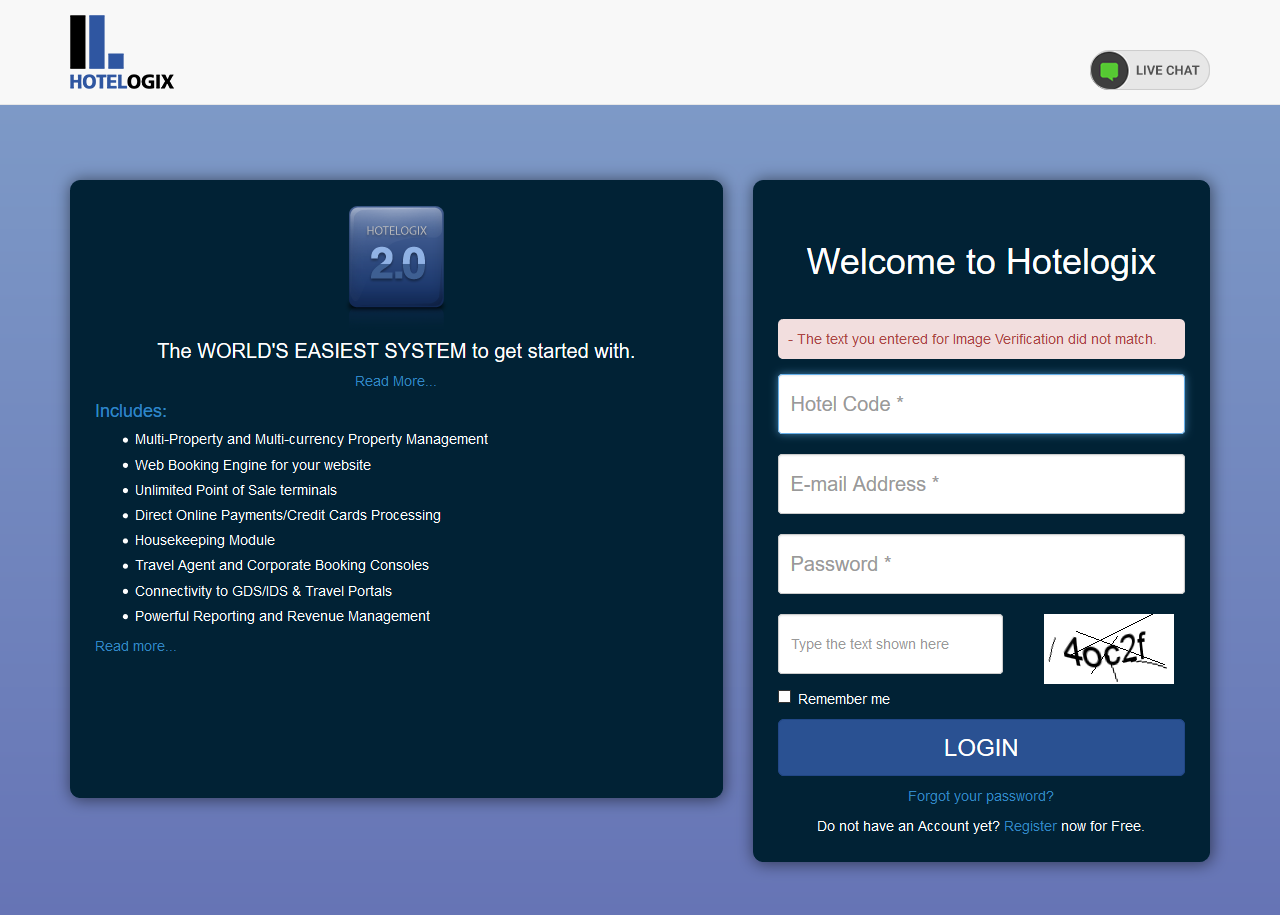 HOTELOGIX
LIVE CHAT
HOTELOGIX
2.0
The WORLD'S EASIEST SYSTEM to get started with.
Read More...
Includes:
Multi-Property and Multi-currency Property Management
Web Booking Engine for your website
Unlimited Point of Sale terminals
Direct Online Payments/Credit Cards Processing
Housekeeping Module
Travel Agent and Corporate Booking Consoles
Connectivity to GDS/IDS & Travel Portals
Powerful Reporting and Revenue Management
Read more...
Welcome to Hotelogix
- The text you entered for Image Verification did not match.
Hotel Code *
E-mail Address *
Password *
Type the text shown here
4oc2f
Remember me
LOGIN
Forgot your password?
Do not have an Account yet? Register now for Free.